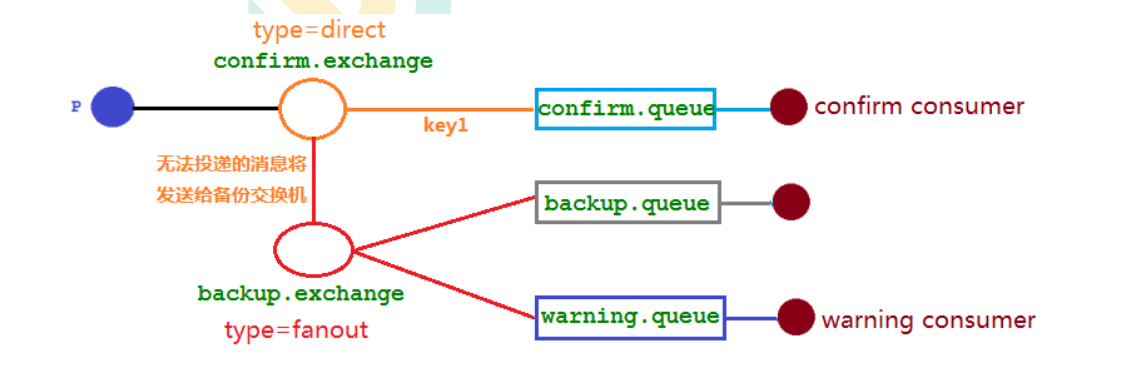 type=direct
confirm.exchange
P
key1
confirm.queue
confirm consumer
无法投递的消息将
发送给备份交换机
backup.queue
backup.exchange
type=fanout
warning.queue
warning consumer